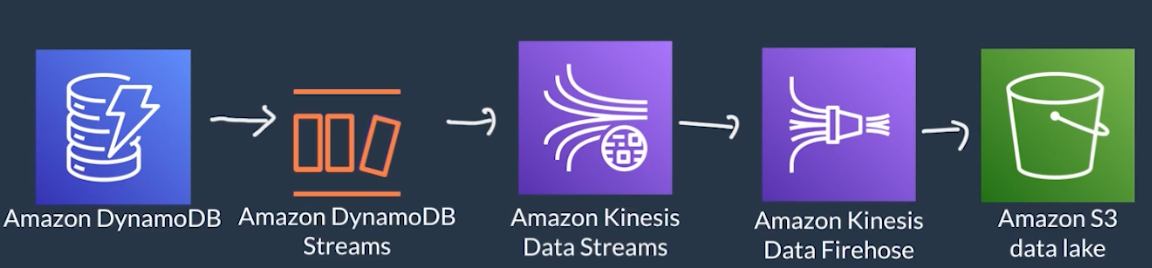 Amazon DynamoDB
Amazon DynamoDB
Streams
Amazon Kinesis
Data Streams
Amazon Kinesis
Data Firehose
Amazon S3
data lake